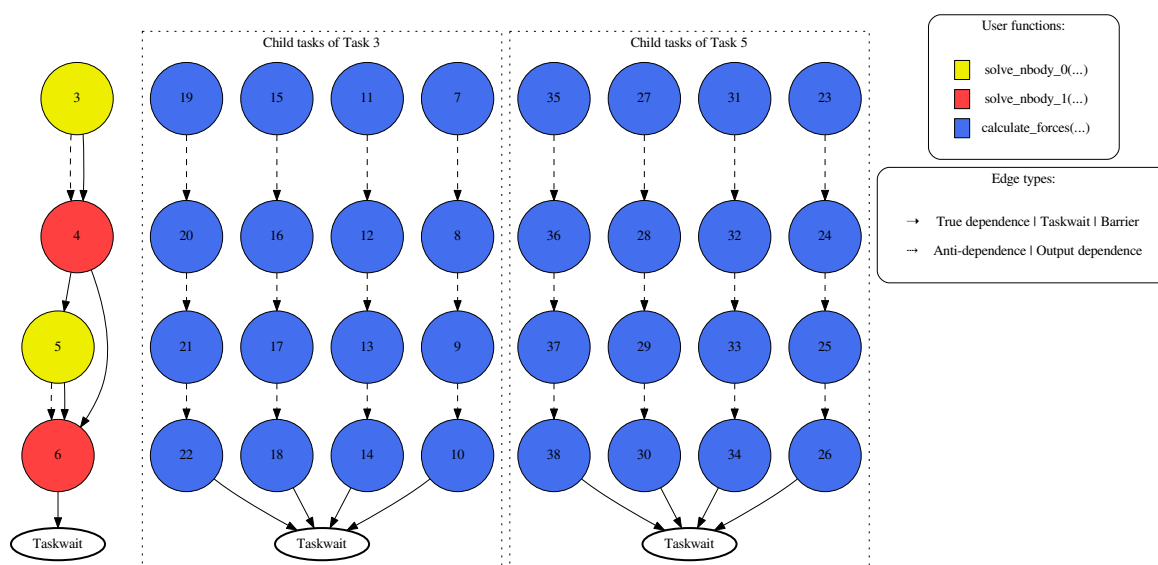 Child tasks of Task 3
Child tasks of Task 5
User functions:
solve_nbody_0(...)
solve_nbody_1(...)
calculate_forces(...)
Edge types:
→ True dependence | Taskwait | Barrier
⇢ Anti-dependence | Output dependence
3
19 15 11 7
35 27 31 23
4
20 16 12 8
36 28 32 24
5
21 17 13 9
37 29 33 25
6
22 18 14 10
38 30 34 26
Taskwait
Taskwait
Taskwait